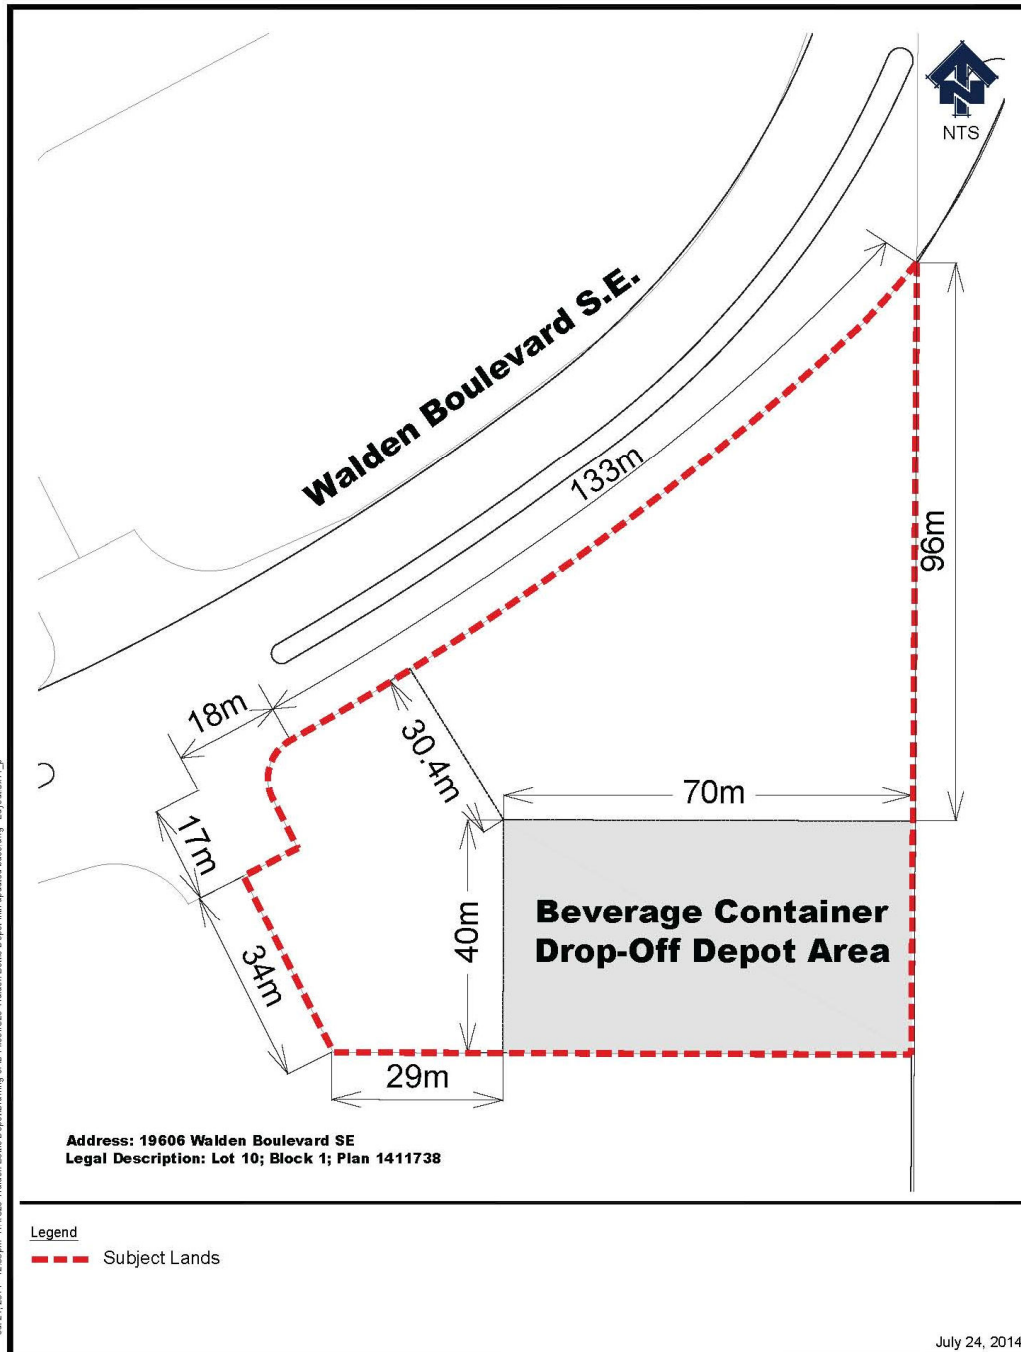 NTS
Walden Boulevard S.E.
133m
96m
18m
30.4m
70m
17m
Beverage Container
Drop-Off Depot Area
40m
34m
29m
Address: 19606 Walden Boulevard SE
Legal Description: Lot 10; Block 1; Plan 1411738
Legend
Subject Lands
July 24, 2014